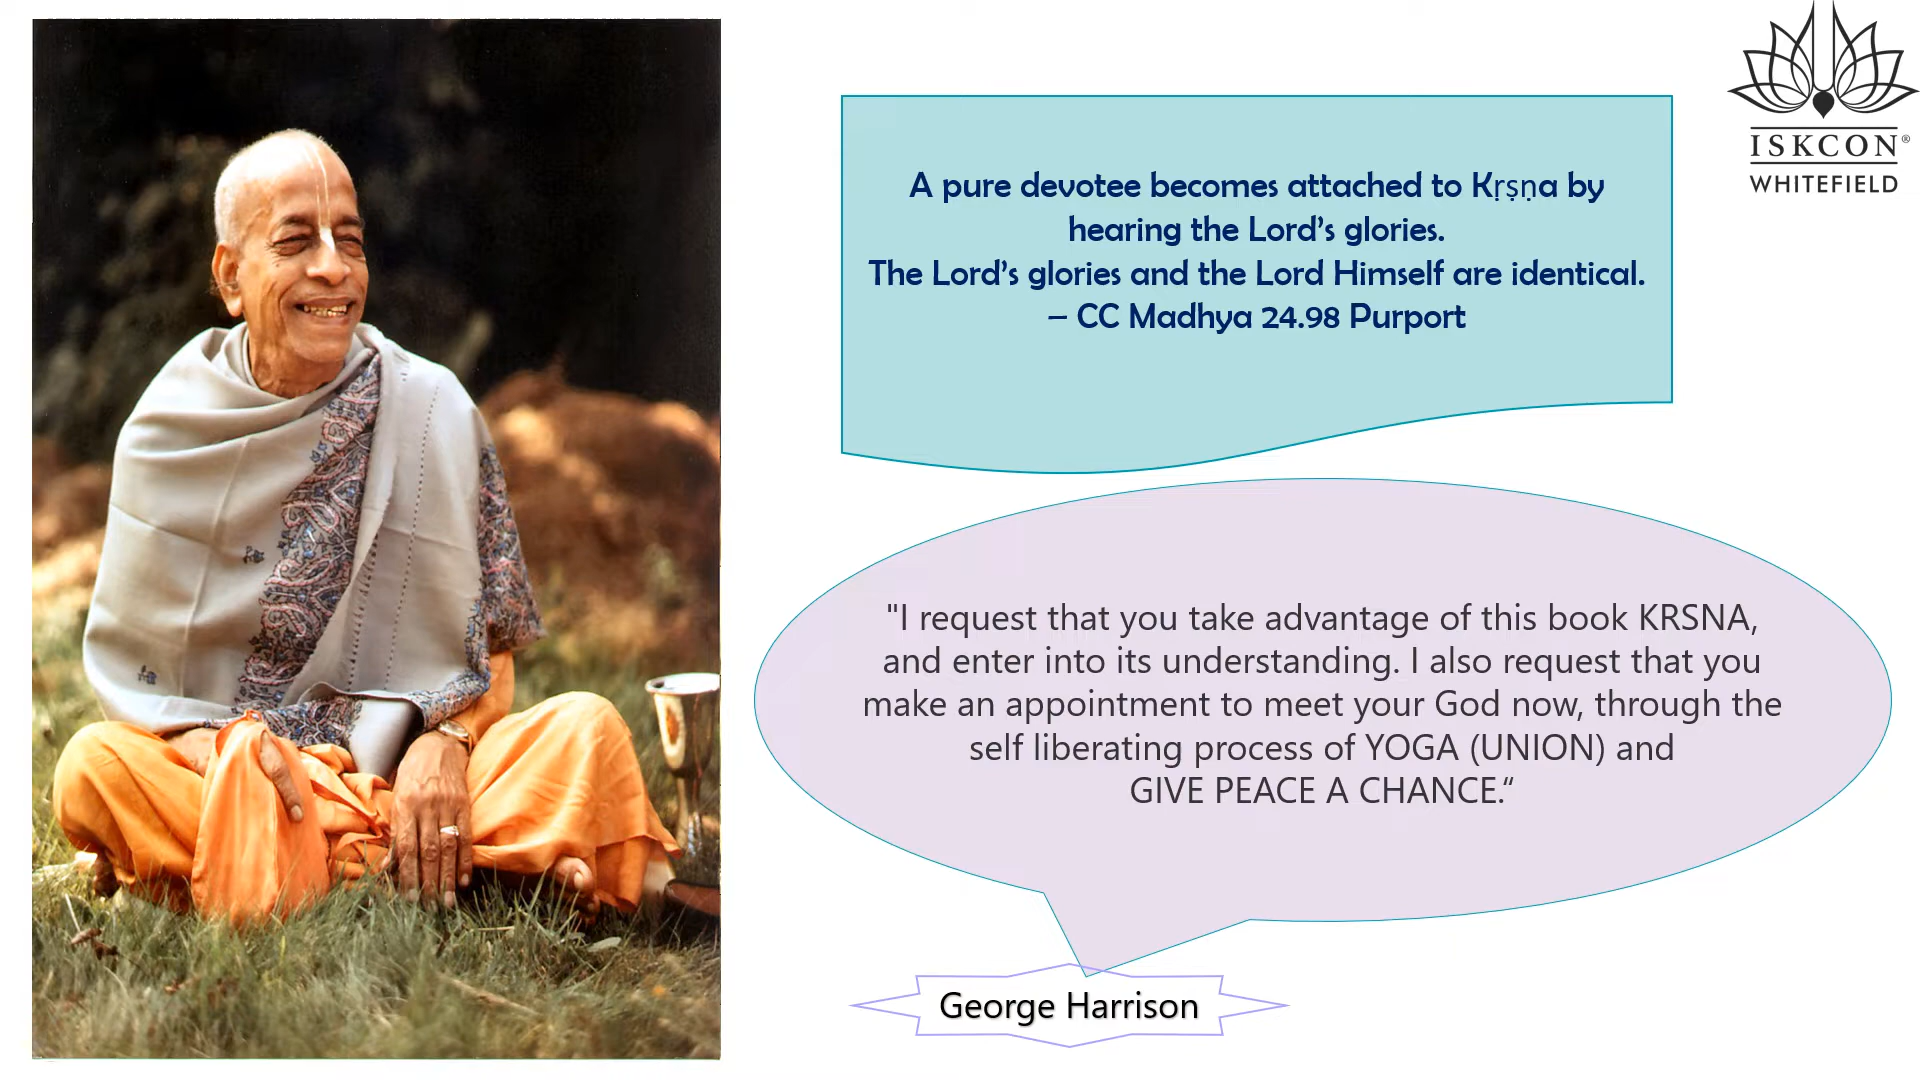 A pure devotee becomes attached to Kṛṣṇa by
hearing the Lord’s glories.
The Lord’s glories and the Lord Himself are identical.
– CC Madhya 24.98 Purport
ISKCON®
WHITEFIELD
"I request that you take advantage of this book KRSNA,
and enter into its understanding. I also request that you
make an appointment to meet your God now, through the
self liberating process of YOGA (UNION) and
GIVE PEACE A CHANCE.“
George Harrison